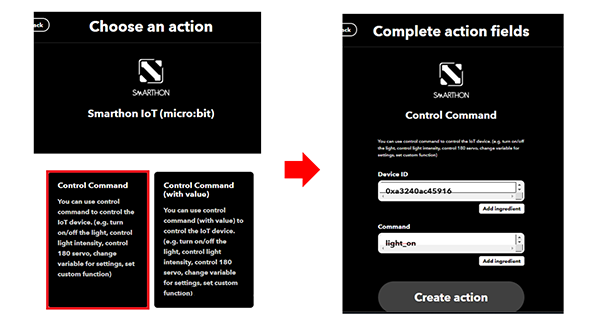 ack
Choose an action
SMARTHON
Smarthon IoT (micro:bit)
Control Command
You can use control
command to control the
IoT device. (e.g. turn
on/off the light, control
light intensity, control
180 servo, change
variable for settings, set
custom function)
Control Command
(with value)
You can use control
command (with value) to
control the IoT device.
(e.g. turn on/off the
light, control light
intensity, control 180
servo, change variable for
settings, set custom
function)
ack
Complete action fields
SMARTHON
Control Command
You can use control command to control the IoT device. (e.g. turn on/off
the light, control light intensity, control 180 servo, change variable for
settings, set custom function)
Device ID
0xa3240ac45916
Add ingredient
Command
light_on
Add ingredient
Create action